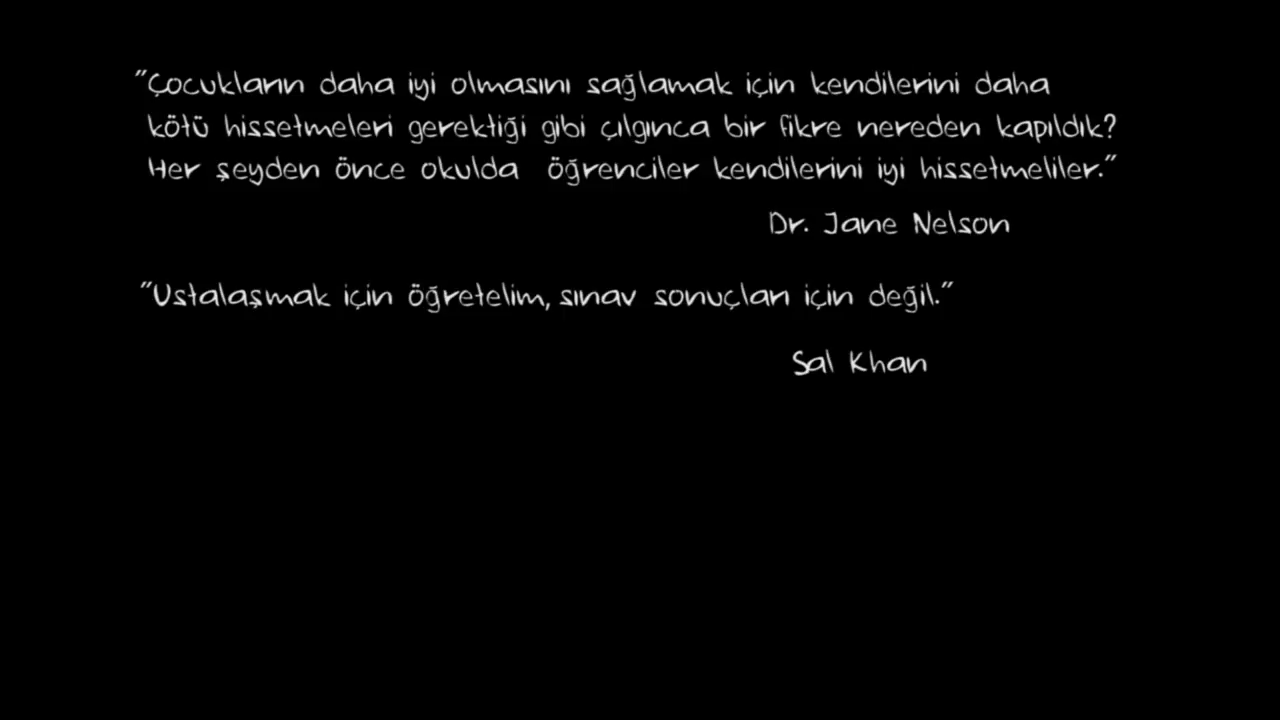 "Çocukların daha iyi olmasını sağlamak için kendilerini daha
kötü hissetmeleri gerektiği gibi çılgınca bir fikre nereden kapıldık?
Her şeyden önce okulda öğrenciler kendilerini iyi hissetmeliler."
Dr. Jane Nelson
"Ustalaşmak için öğretelim, sınav sonuçları için değil."
Sal Khan